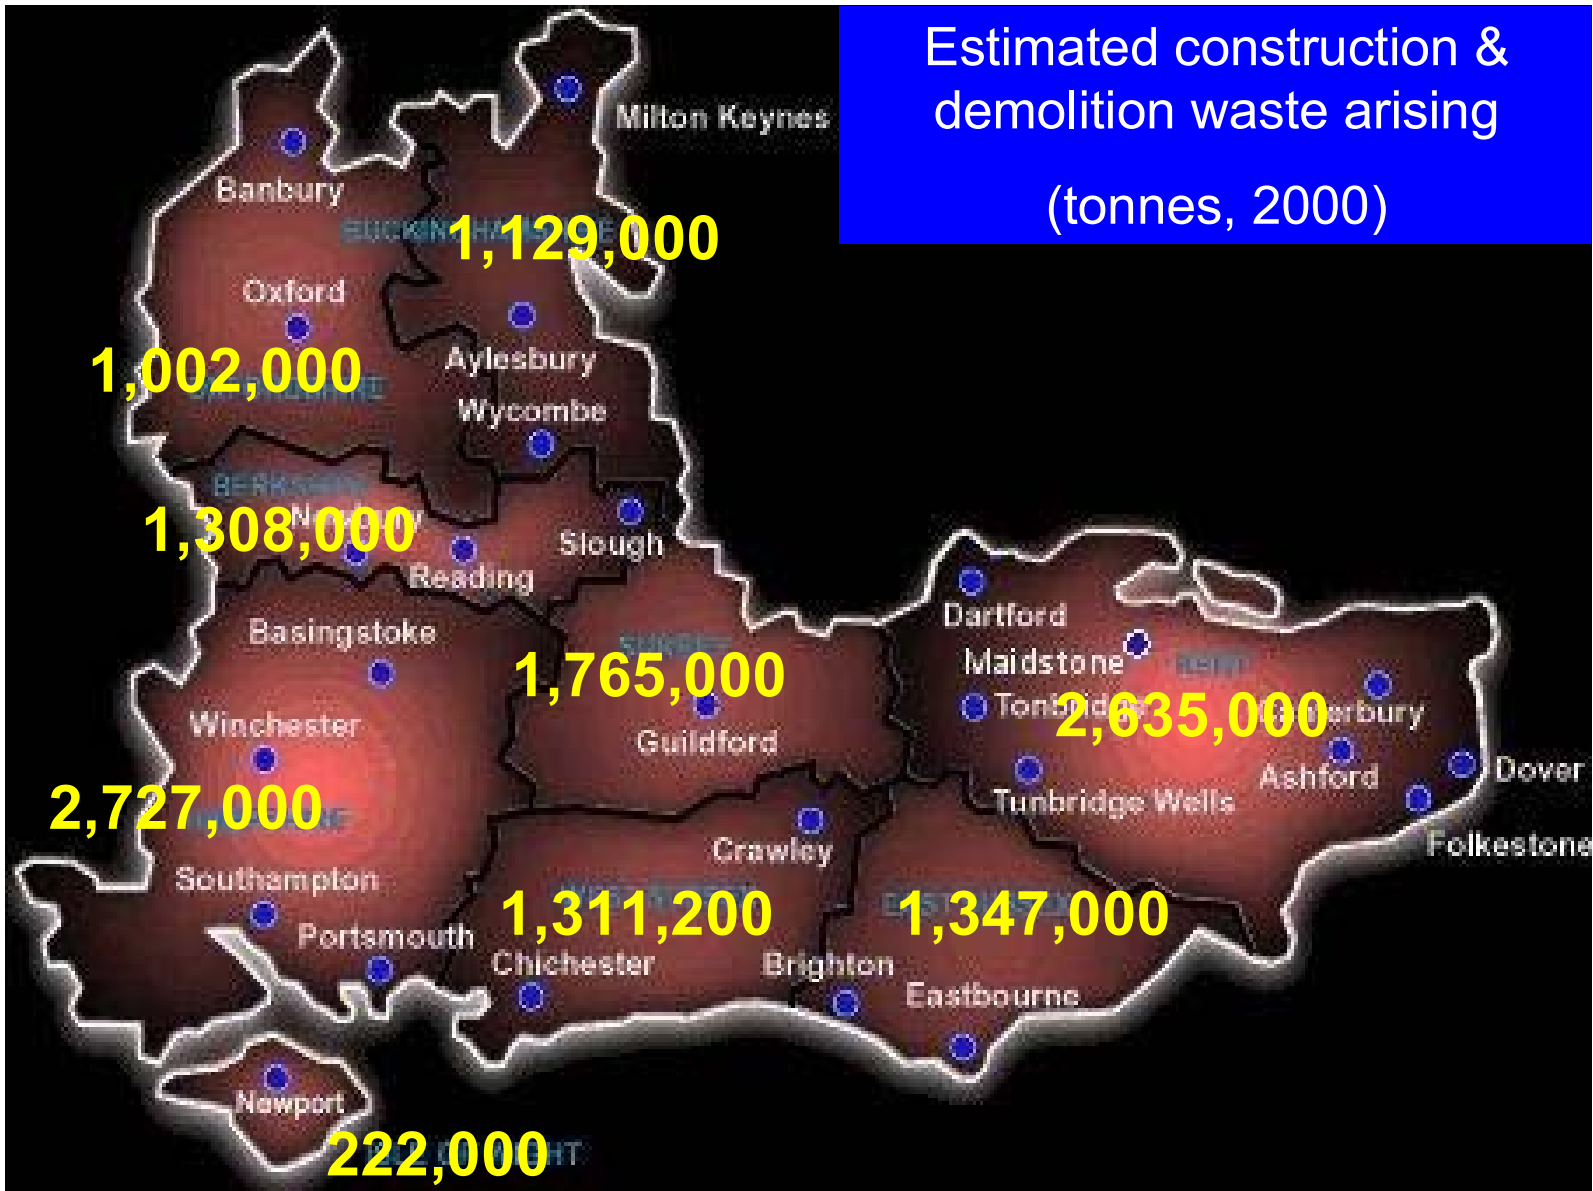 Estimated construction &
demolition waste arising
(tonnes, 2000)
Milton Keynes
Banbury
1,129,000
Oxford
Aylesbury
1,002,000
Wycombe
1,308,000
Slough
Reading
Basingstoke
Dartford
Maidstone
1,765,000
Winchester
2,635,000
Guildford
Ashford
Dover
Tunbridge Wells
2,727,000
Folkestone
Crawley
Southampton
1,311,200
1,347,000
Portsmouth
Chichester
Brighton
Eastbourne
Newport
222,000